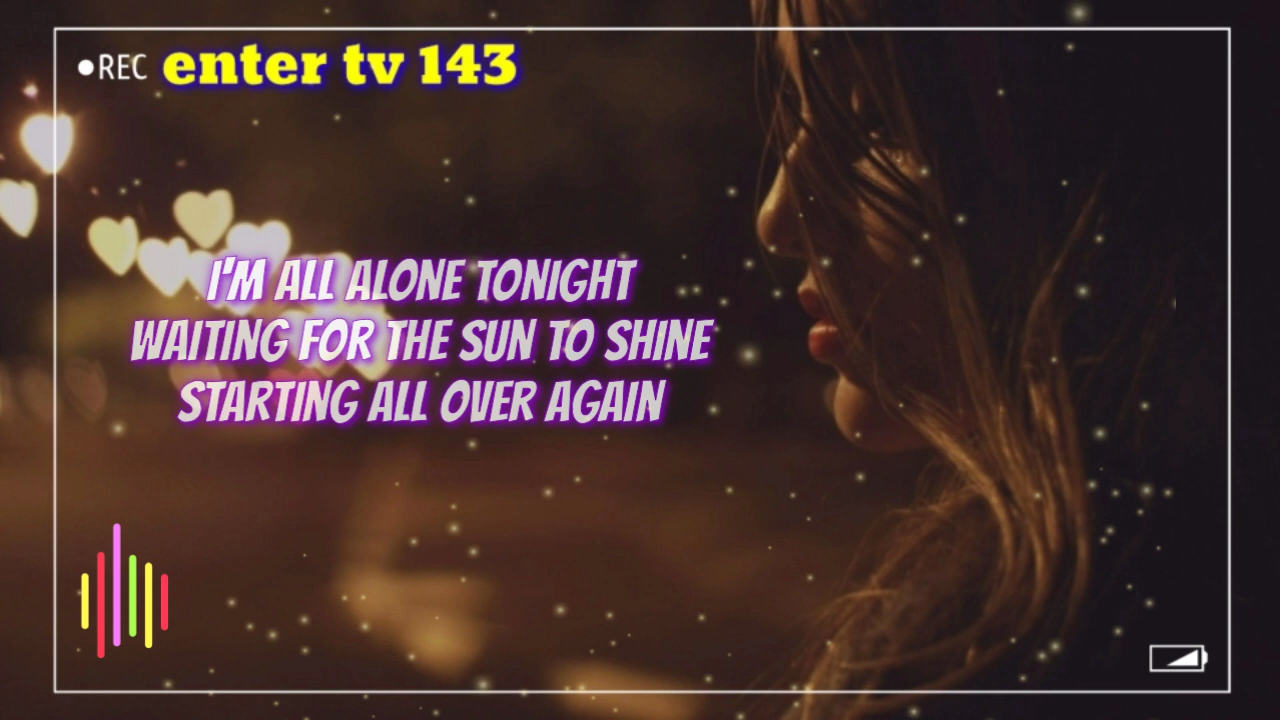 REC enter tv 143
I'M ALL ALONE TONIGHT
WAITING FOR THE SUN TO SHINE
STARTING ALL OVER AGAIN